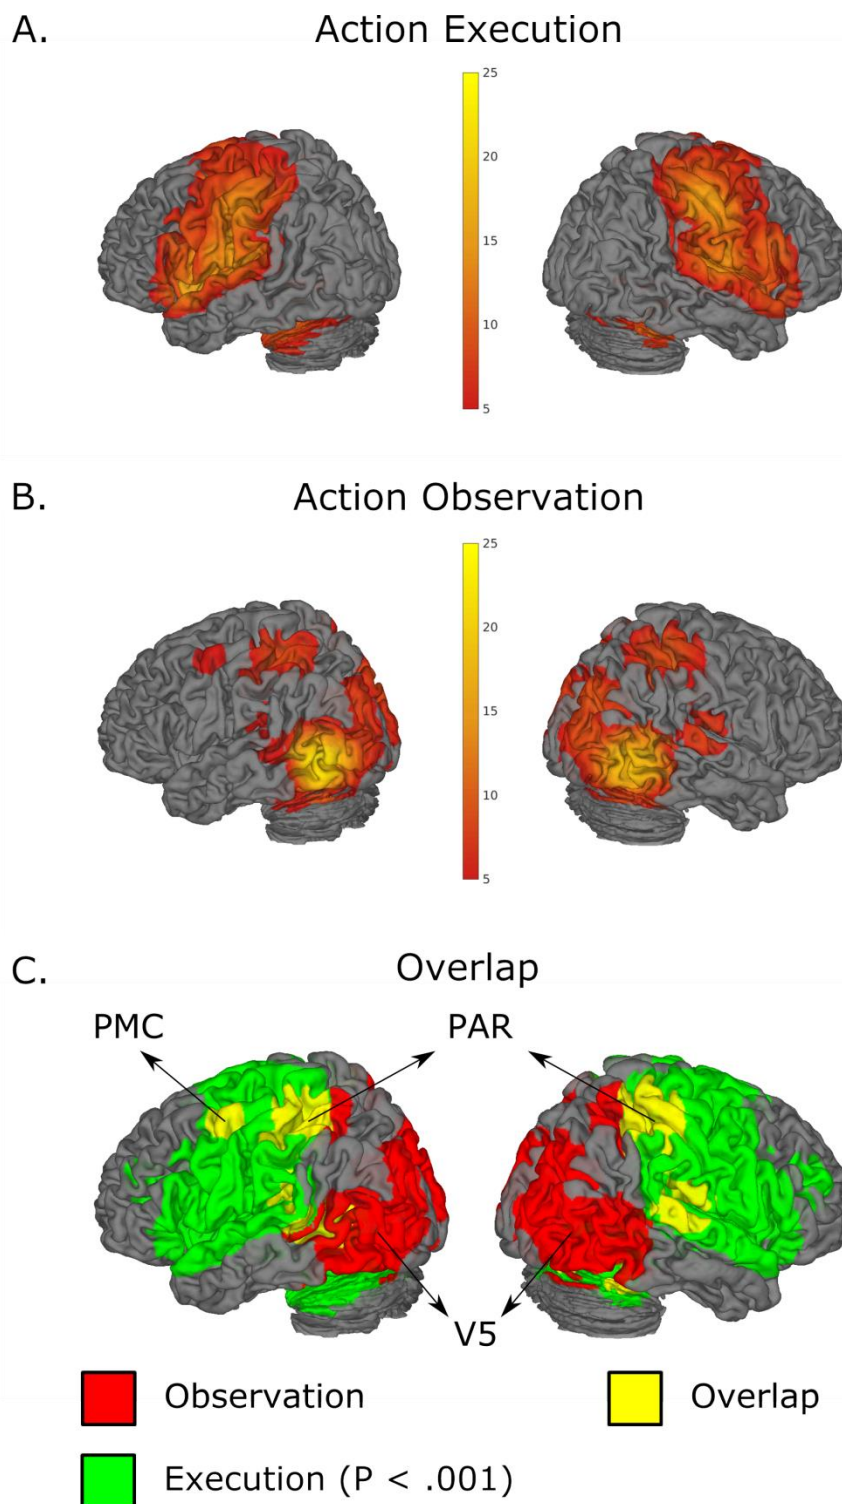 A. Action Execution
25
20
15
10
5
B. Action Observation
25
20
15
10
5
C. Overlap
PMC PAR
V5
Observation Overlap
Execution (P < .001)